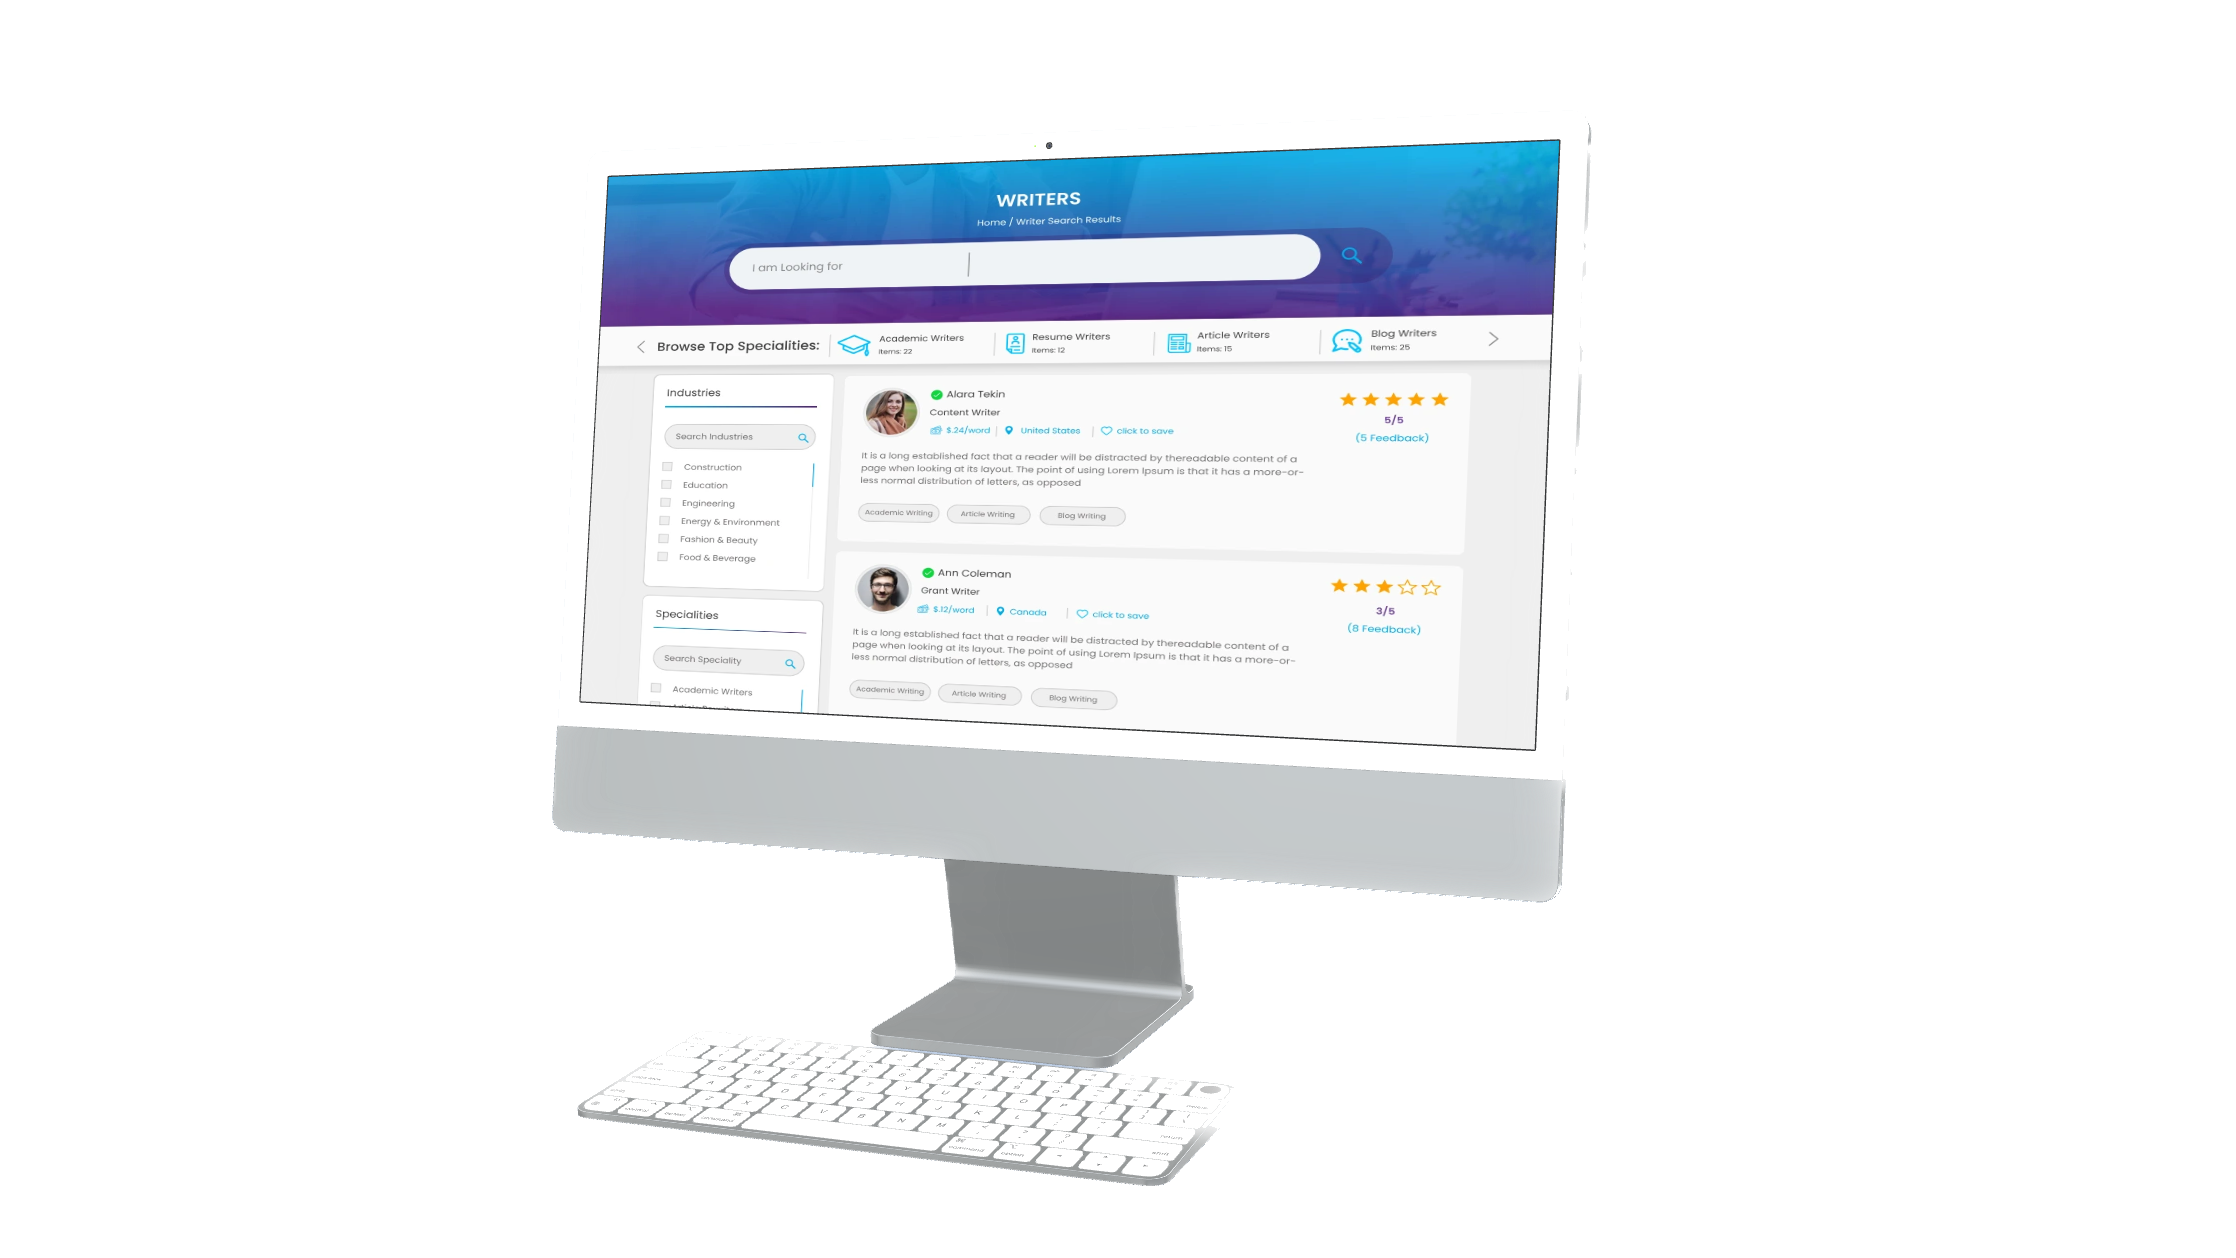 WRITERS
Home / Writer Search Results
I am Looking for
Browse Top Specialities:
Academic Writers
Items: 22
Resume Writers
Items: 12
Article Writers
Items: 15
Blog Writers
Items: 25
Industries
Search Industries
Construction
Education
Engineering
Energy & Environment
Fashion & Beauty
Food & Beverage
Specialities
Search Speciality
Academic Writers
Alara Tekin
Content Writer
$.24/word
United States
click to save
5/5
(5 Feedback)
It is a long established fact that a reader will be distracted by thereadable content of a
page when looking at its layout. The point of using Lorem Ipsum is that it has a more-or-
less normal distribution of letters, as opposed
Academic Writing
Article Writing
Blog Writing
Ann Coleman
Grant Writer
$.12/word
Canada
click to save
3/5
(8 Feedback)
It is a long established fact that a reader will be distracted by thereadable content of a
page when looking at its layout. The point of using Lorem Ipsum is that it has a more-or-
less normal distribution of letters, as opposed
Academic Writing
Article Writing
Blog Writing
Q W E R T Y U I O P
A S D F G H J K L
return
Z X C V B N M
shift
control
option
command
command
option